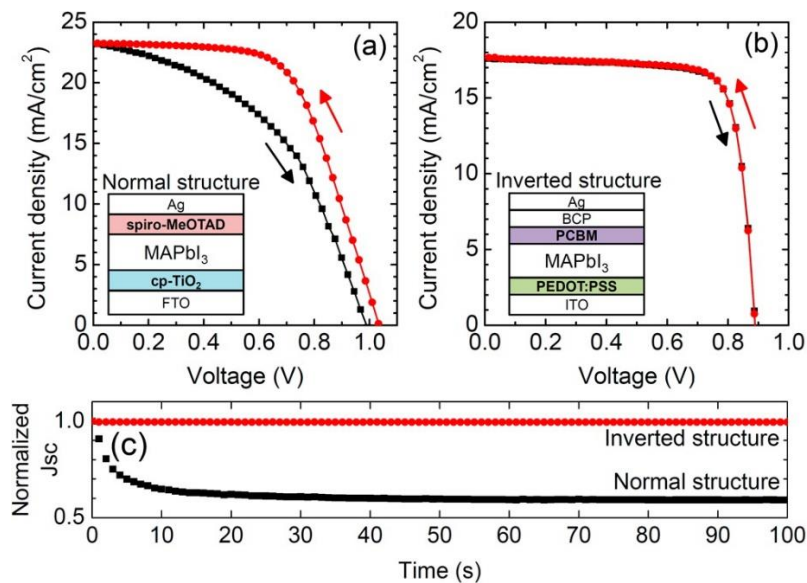 (a)
Current density (mA/cm²)
25
20
15
10
5
0
Normal structure
Ag
spiro-MeOTAD
MAPbI₃
cp-TiO₂
FTO
0.0 0.2 0.4 0.6 0.8 1.0
Voltage (V)
(b)
Current density (mA/cm²)
20
15
10
5
0
Inverted structure
Ag
BCP
PCBM
MAPbI₃
PEDOT:PSS
ITO
0.0 0.2 0.4 0.6 0.8 1.0
Voltage (V)
Normalized
Jsc
1.0
0.5
(c)
Inverted structure
Normal structure
0 10 20 30 40 50 60 70 80 90 100
Time (s)